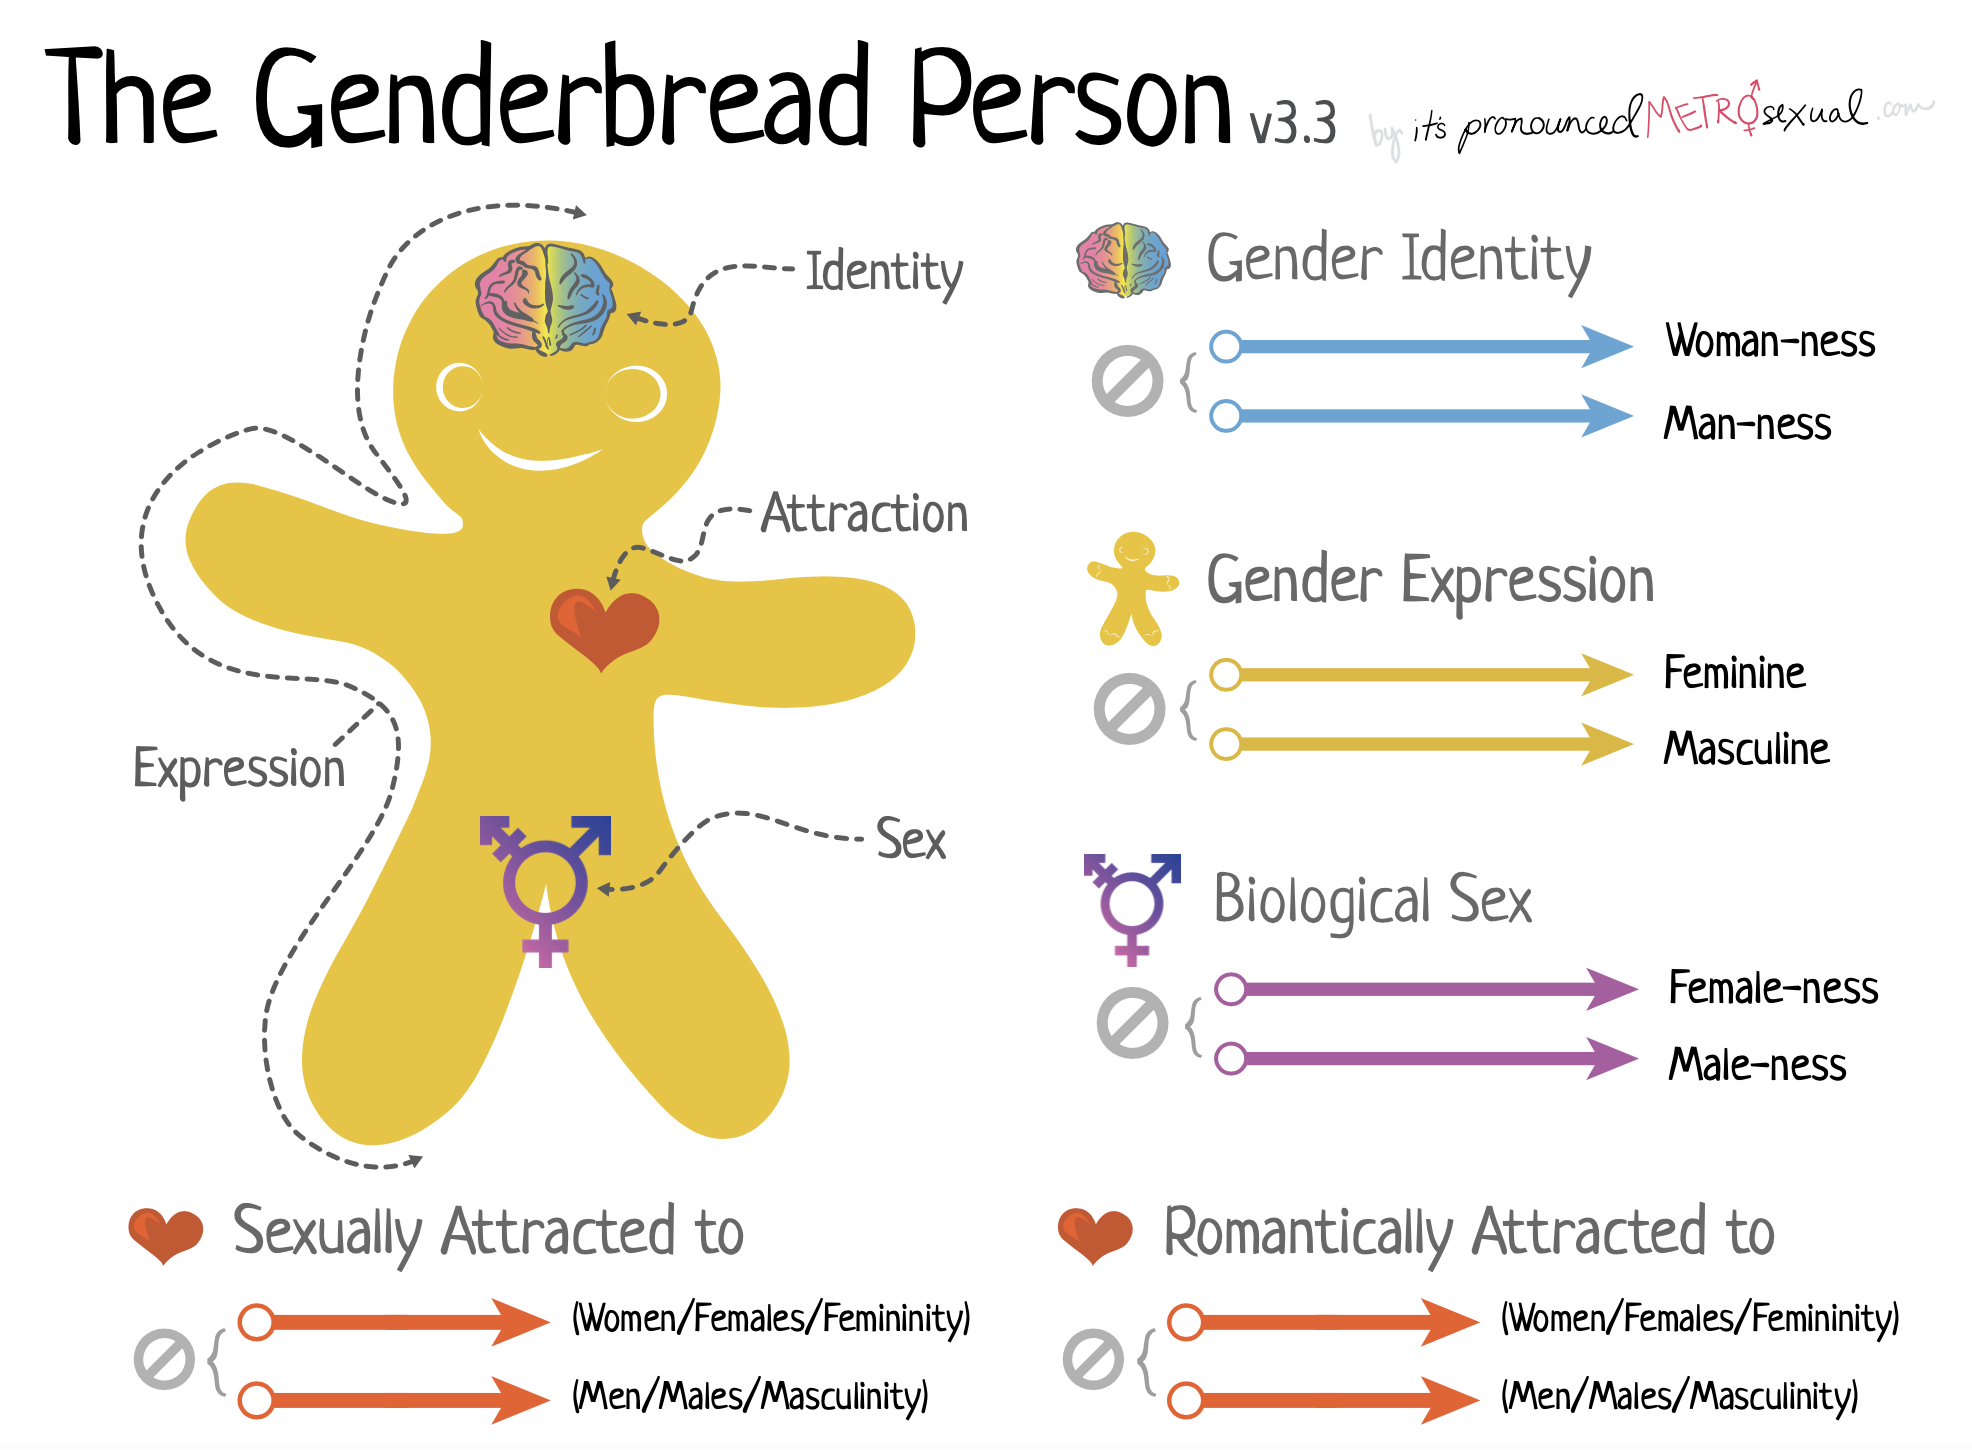 The Genderbread Person v3.3 by it's pronounced METROsexual.com
Identity
Attraction
Expression
Sex
Gender Identity
Woman-ness
Man-ness
Gender Expression
Feminine
Masculine
Biological Sex
Female-ness
Male-ness
Sexually Attracted to
(Women/Females/Femininity)
(Men/Males/Masculinity)
Romantically Attracted to
(Women/Females/Femininity)
(Men/Males/Masculinity)